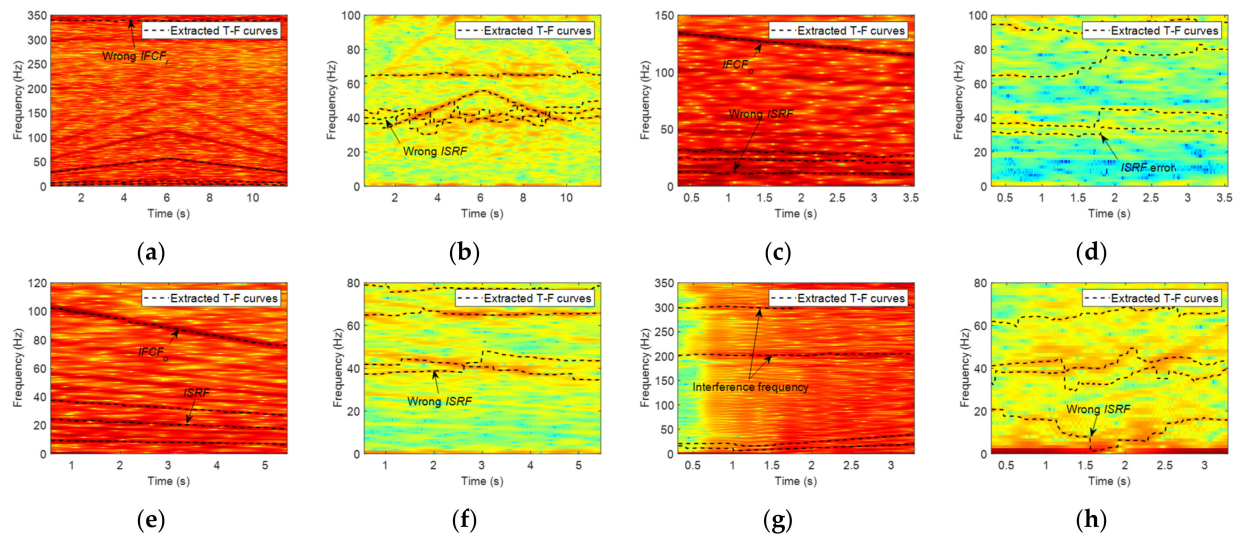 Extracted T-F curves
Wrong IFCFi
Frequency (Hz)
350
300
250
200
150
100
50
0
2 4 6 8 10
Time (s)
(a)
Extracted T-F curves
Wrong ISRF
Frequency (Hz)
100
80
60
40
20
0
2 4 6 8 10
Time (s)
(b)
Extracted T-F curves
IFCFo
Wrong ISRF
Frequency (Hz)
150
100
50
0
0.5 1 1.5 2 2.5 3 3.5
Time (s)
(c)
Extracted T-F curves
ISRF error
Frequency (Hz)
100
80
60
40
20
0
0.5 1 1.5 2 2.5 3 3.5
Time (s)
(d)
Extracted T-F curves
IFCFo
ISRF
Frequency (Hz)
120
100
80
60
40
20
0
1 2 3 4 5
Time (s)
(e)
Extracted T-F curves
Wrong ISRF
Frequency (Hz)
80
60
40
20
0
1 2 3 4 5
Time (s)
(f)
Extracted T-F curves
Interference frequency
Frequency (Hz)
350
300
250
200
150
100
50
0
0.5 1 1.5 2 2.5 3
Time (s)
(g)
Extracted T-F curves
Wrong ISRF
Frequency (Hz)
80
60
40
20
0
0.5 1 1.5 2 2.5 3
Time (s)
(h)